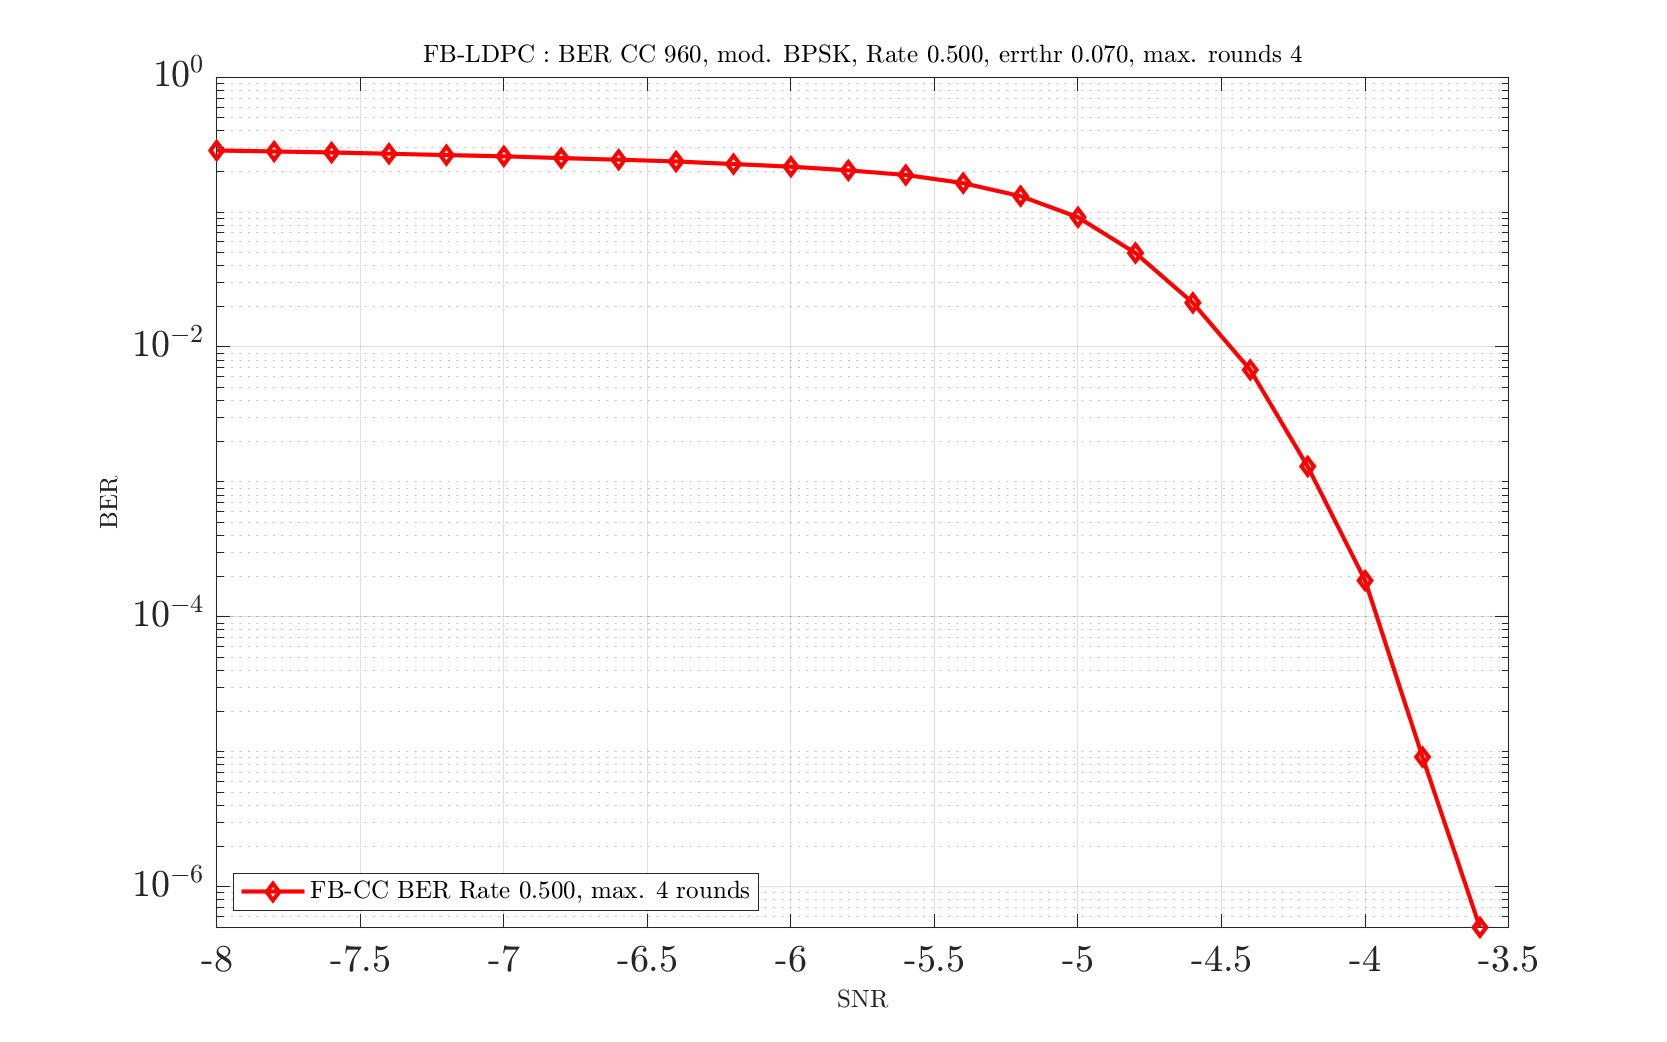 FB-LDPC : BER CC 960, mod. BPSK, Rate 0.500, errthr 0.070, max. rounds 4
10^0
10^-2
BER
10^-4
10^-6
FB-CC BER Rate 0.500, max. 4 rounds
-8 -7.5 -7 -6.5 -6 -5.5 -5 -4.5 -4 -3.5
SNR